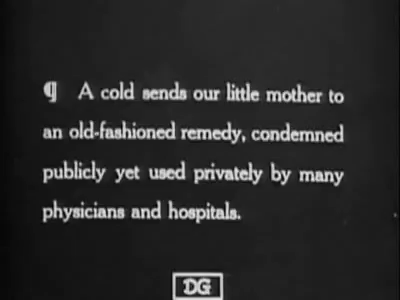 ¶ A cold sends our little mother to
an old-fashioned remedy, condemned
publicly yet used privately by many
physicians and hospitals.
DG